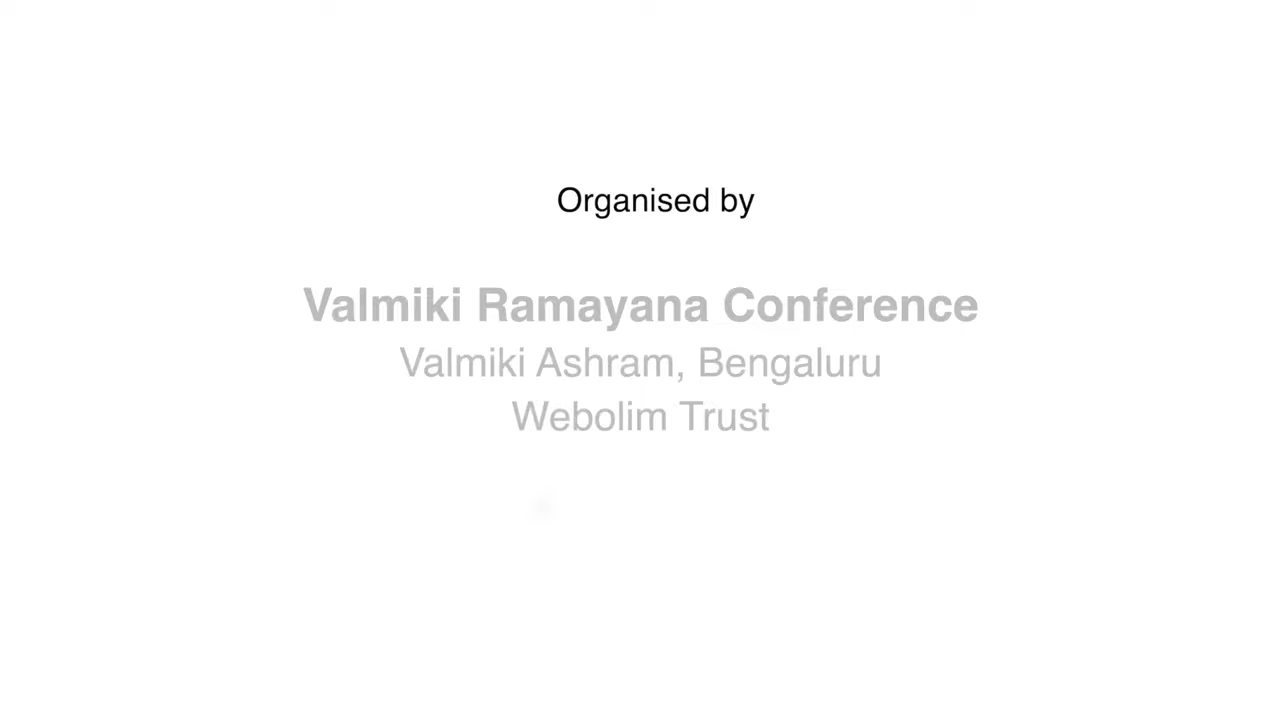 Organised by
Valmiki Ramayana Conference
Valmiki Ashram, Bengaluru
Webolim Trust